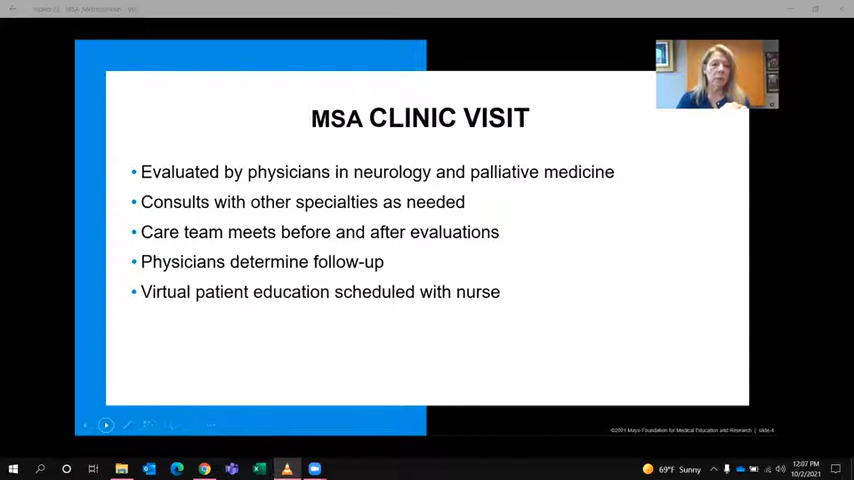 MSA CLINIC VISIT
• Evaluated by physicians in neurology and palliative medicine
• Consults with other specialties as needed
• Care team meets before and after evaluations
• Physicians determine follow-up
• Virtual patient education scheduled with nurse
©2021 Mayo Foundation for Medical Education and Research | slide-4
69°F Sunny
12:07 PM
10/2/2021